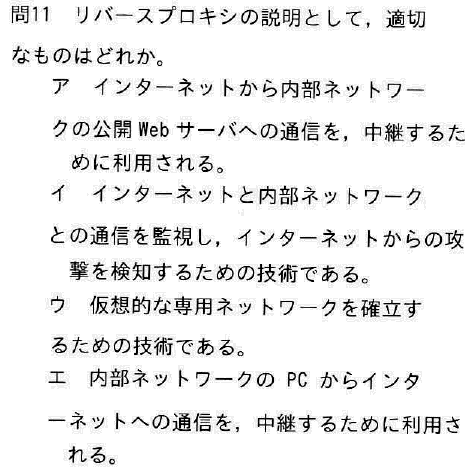 問11　リバースプロキシの説明として，適切
なものはどれか。
ア　インターネットから内部ネットワー
クの公開 Web サーバへの通信を，中継するた
めに利用される。
イ　インターネットと内部ネットワーク
との通信を監視し，インターネットからの攻
撃を検知するための技術である。
ウ　仮想的な専用ネットワークを確立す
るための技術である。
エ　内部ネットワークの PC からインタ
ーネットへの通信を，中継するために利用さ
れる。